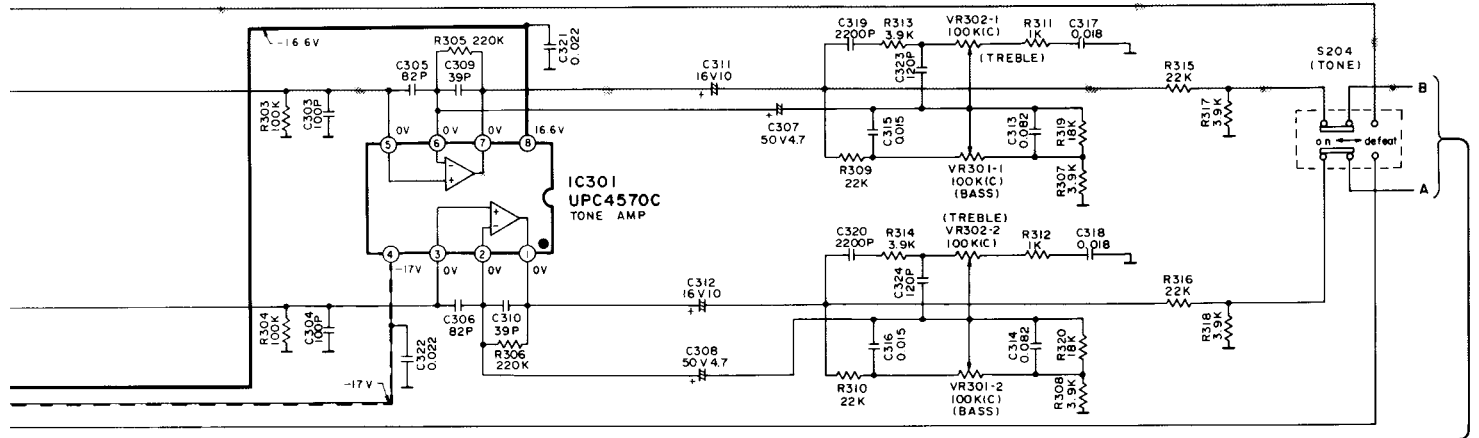 -16.6V
R305 220K
C305
82P
C309
39P
C321
0.022
C311
16V10
+
C319
2200P
R313
3.9K
VR302-1
100K(C)
(TREBLE)
R311
1K
C317
0.018
C323
120P
R315
22K
S204
(TONE)
R303
100K
C303
100P
0V
0V
0V
16.6V
5
6
7
8
+
C307
50V4.7
C315
0.015
C313
0.082
R319
18K
R317
3.9K
B
on
defeat
A
R309
22K
VR301-1
100K(C)
(BASS)
R307
3.9K
IC301
UPC4570C
TONE AMP
-
+
+
-
4
3
2
1
-17V
0V
0V
0V
C320
2200P
R314
3.9K
(TREBLE)
VR302-2
100K(C)
R312
1K
C318
0.018
C324
120P
C312
16V10
+
R316
22K
R318
3.9K
R304
100K
C304
100P
C306
82P
C310
39P
R306
220K
C322
0.022
C308
50V4.7
+
C316
0.015
C314
0.082
R320
18K
-17V
R310
22K
VR301-2
100K(C)
(BASS)
R308
3.9K